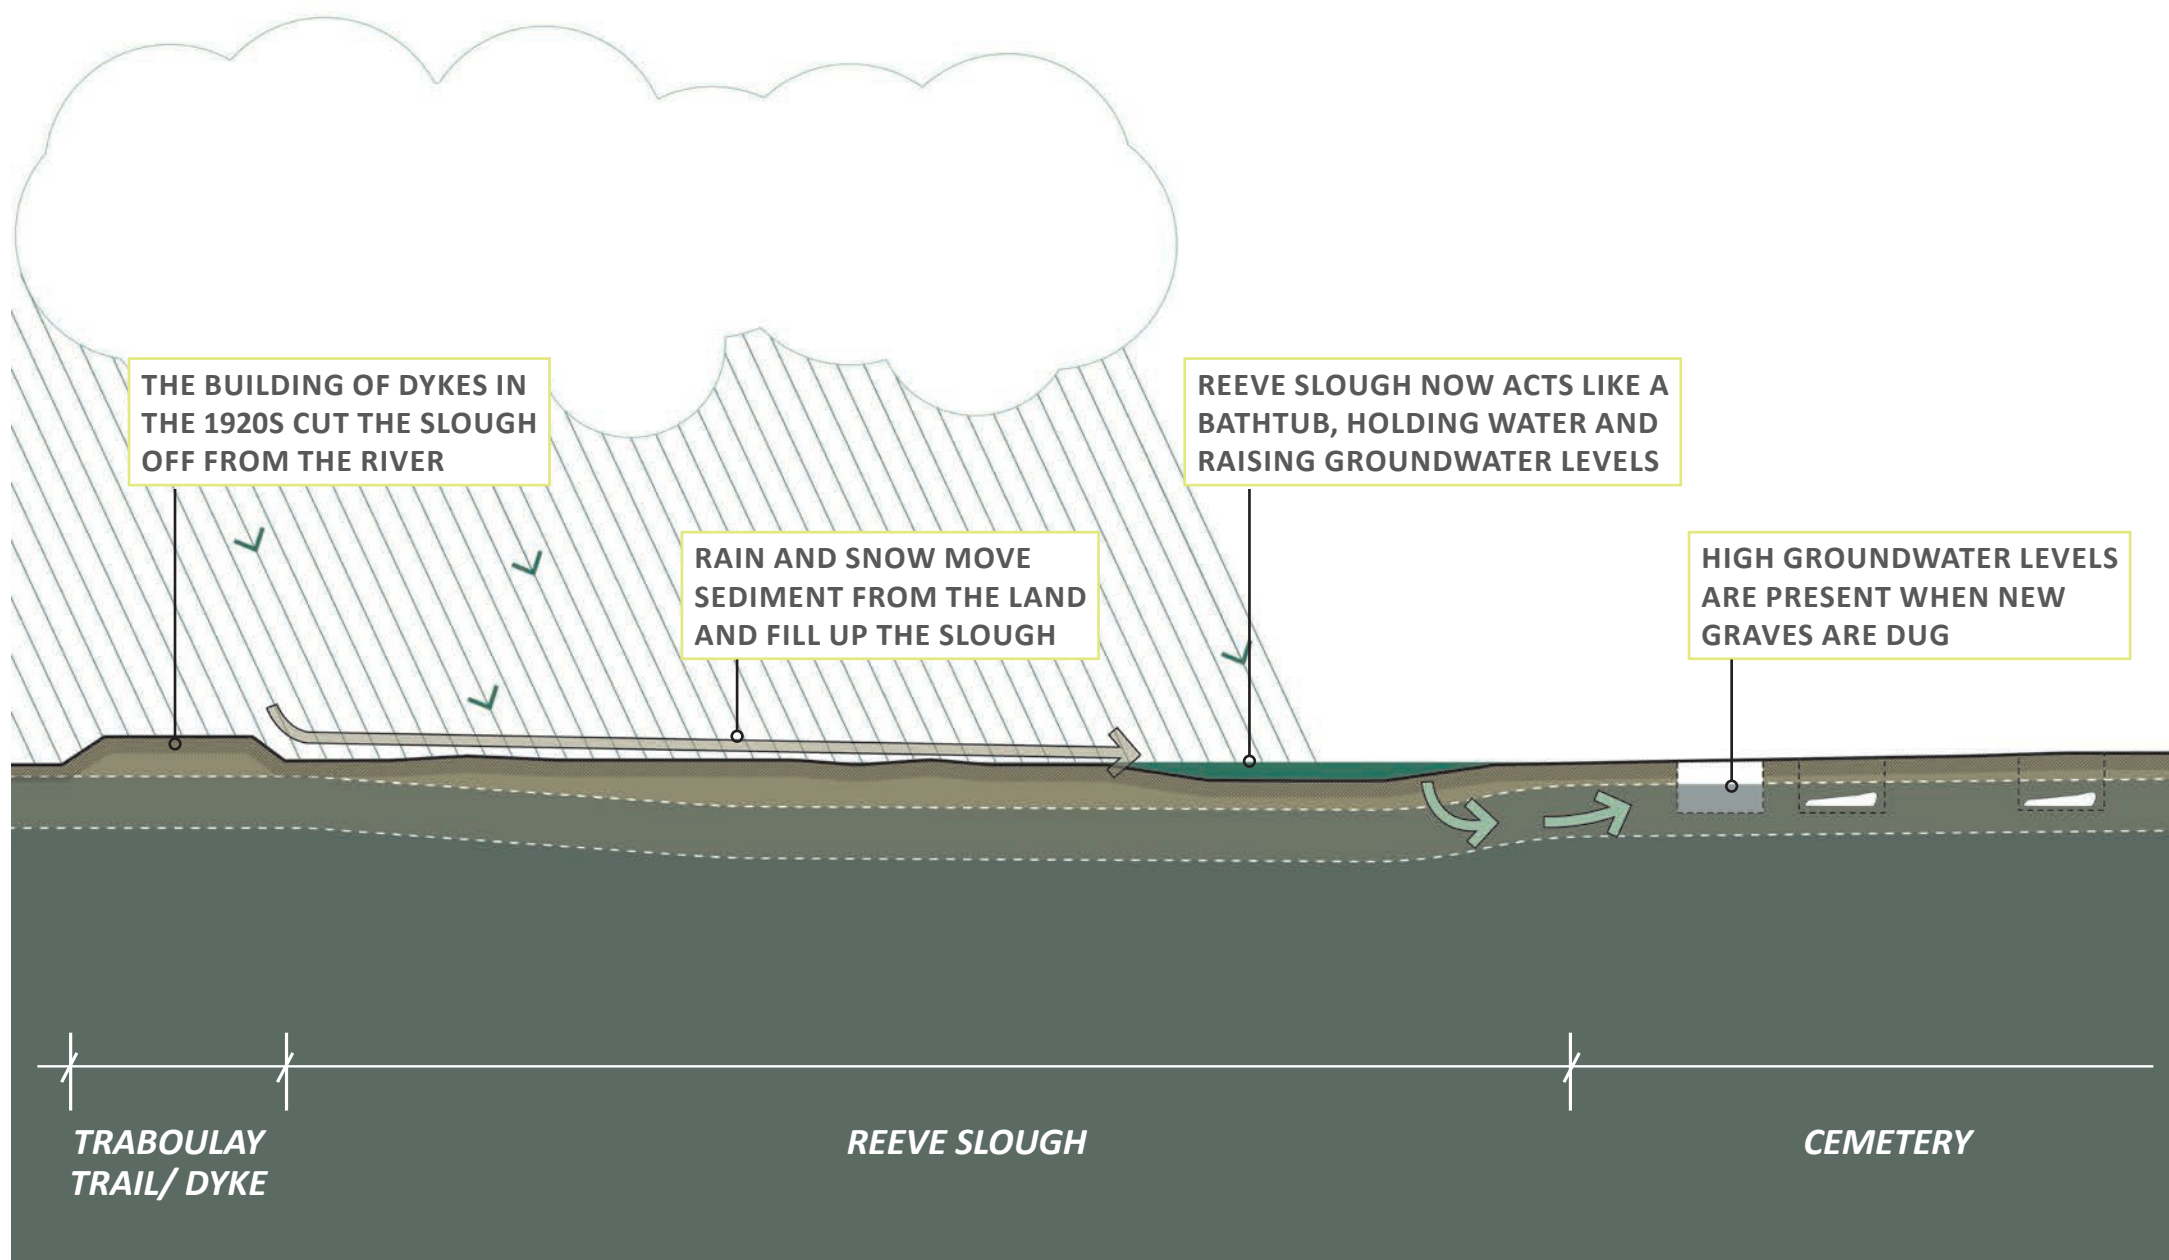 THE BUILDING OF DYKES IN
THE 1920S CUT THE SLOUGH
OFF FROM THE RIVER
REEVE SLOUGH NOW ACTS LIKE A
BATHTUB, HOLDING WATER AND
RAISING GROUNDWATER LEVELS
RAIN AND SNOW MOVE
SEDIMENT FROM THE LAND
AND FILL UP THE SLOUGH
HIGH GROUNDWATER LEVELS
ARE PRESENT WHEN NEW
GRAVES ARE DUG
TRABOULAY
TRAIL/ DYKE
REEVE SLOUGH
CEMETERY